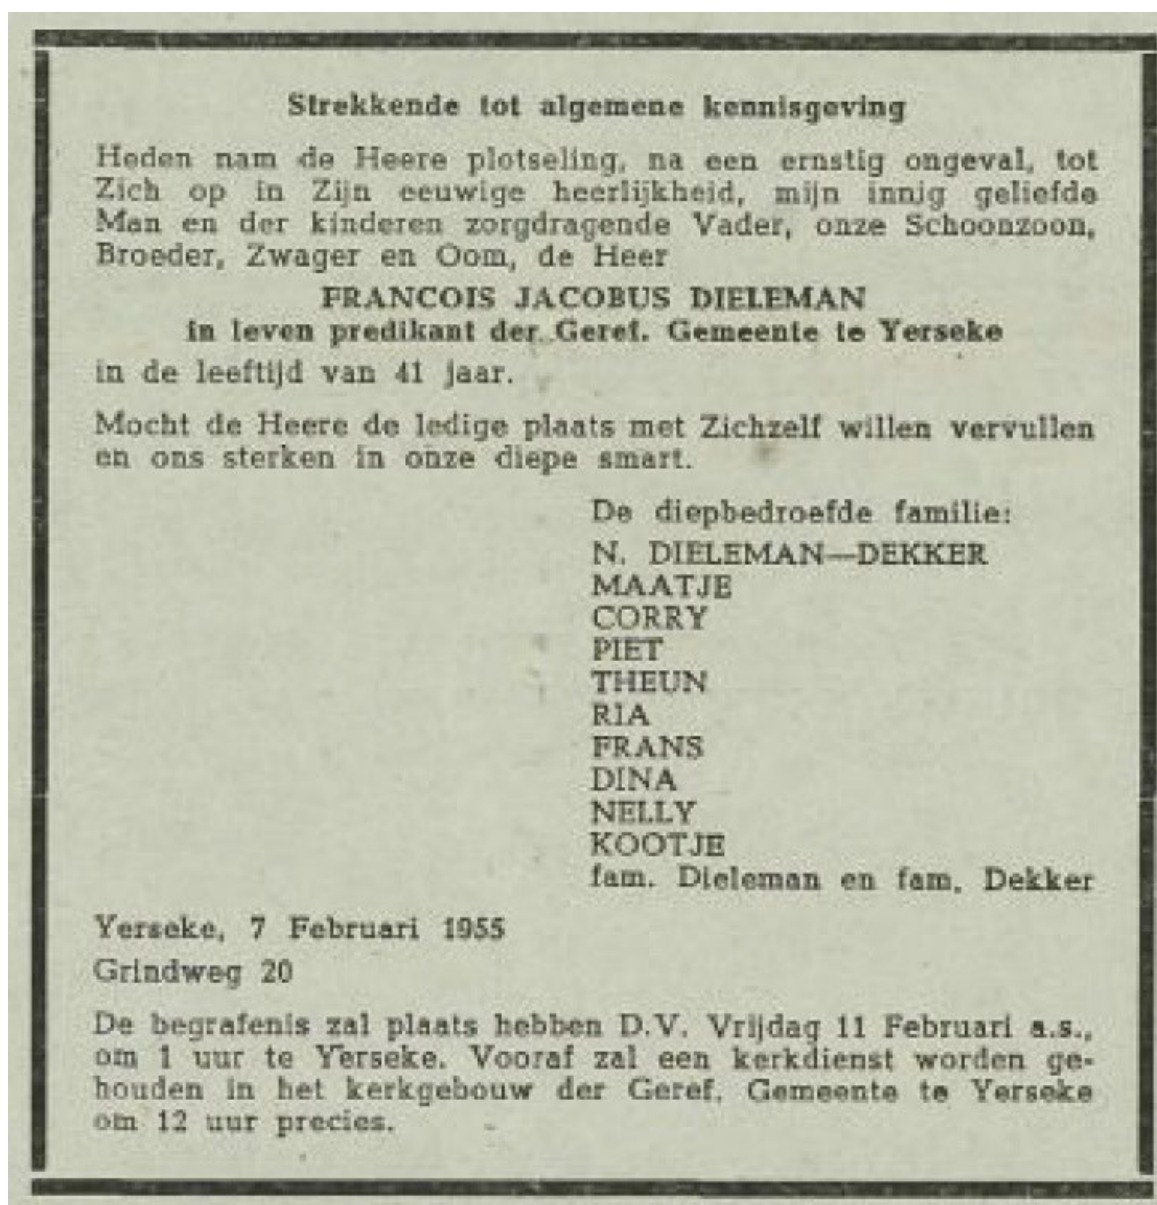 Strekkende tot algemene kennisgeving
Heden nam de Heere plotseling, na een ernstig ongeval, tot
Zich op in Zijn eeuwige heerlijkheid, mijn innig geliefde
Man en der kinderen zorgdragende Vader, onze Schoonzoon,
Broeder, Zwager en Oom, de Heer
FRANCOIS JACOBUS DIELEMAN
in leven predikant der Geref. Gemeente te Yerseke
in de leeftijd van 41 jaar.
Mocht de Heere de ledige plaats met Zichzelf willen vervullen
en ons sterken in onze diepe smart.
De diepbedroefde familie:
N. DIELEMAN—DEKKER
MAATJE
CORRY
PIET
THEUN
RIA
FRANS
DINA
NELLY
KOOTJE
fam. Dieleman en fam. Dekker
Yerseke, 7 Februari 1955
Grindweg 20
De begrafenis zal plaats hebben D.V. Vrijdag 11 Februari a.s.,
om 1 uur te Yerseke. Vooraf zal een kerkdienst worden ge-
houden in het kerkgebouw der Geref. Gemeente te Yerseke
om 12 uur precies.